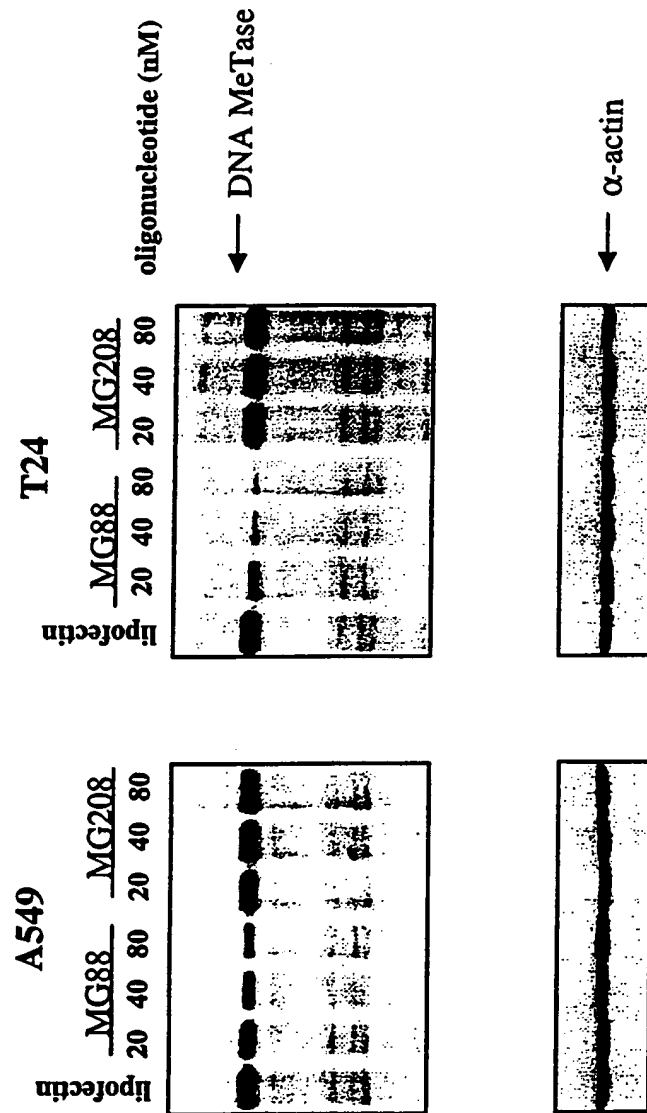 A549
T24
MG88
MG208
MG88
MG208
lipofectin
20
40
80
20
40
80
lipofectin
20
40
80
20
40
80
oligonucleotide (nM)
← DNA MeTase
← α-actin